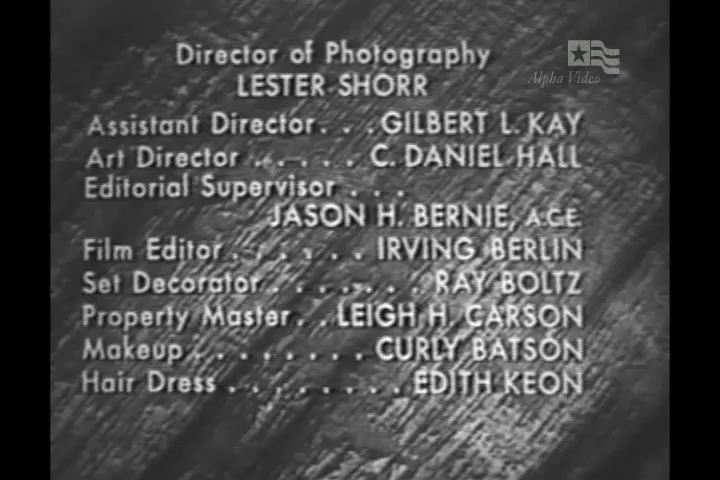 Director of Photography
LESTER SHORR
Alpha Video
Assistant Director. . . GILBERT L. KAY
Art Director . . . . . C. DANIEL HALL
Editorial Supervisor . . .
JASON H. BERNIE, A.C.E.
Film Editor . . . . . . IRVING BERLIN
Set Decorator . . . . . . . RAY BOLTZ
Property Master. . LEIGH H. CARSON
Makeup . . . . . . . . CURLY BATSON
Hair Dress . . . . . . . . EDITH KEON